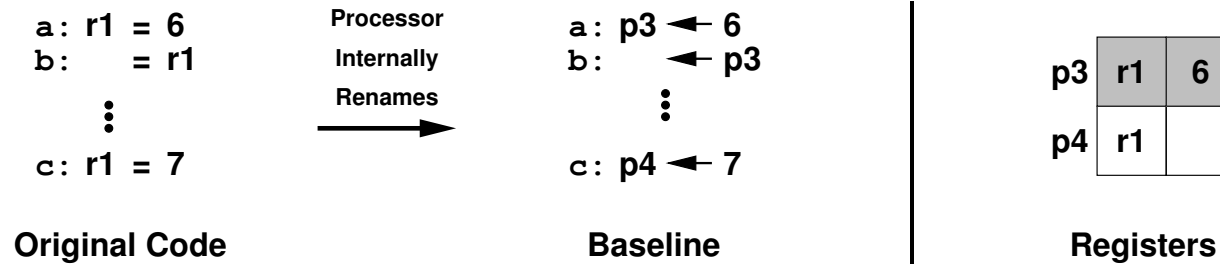 a: r1 = 6
b: = r1
c: r1 = 7
Original Code
Processor
Internally
Renames
a: p3 ← 6
b: ← p3
c: p4 ← 7
Baseline
p3 r1 6
p4 r1
Registers